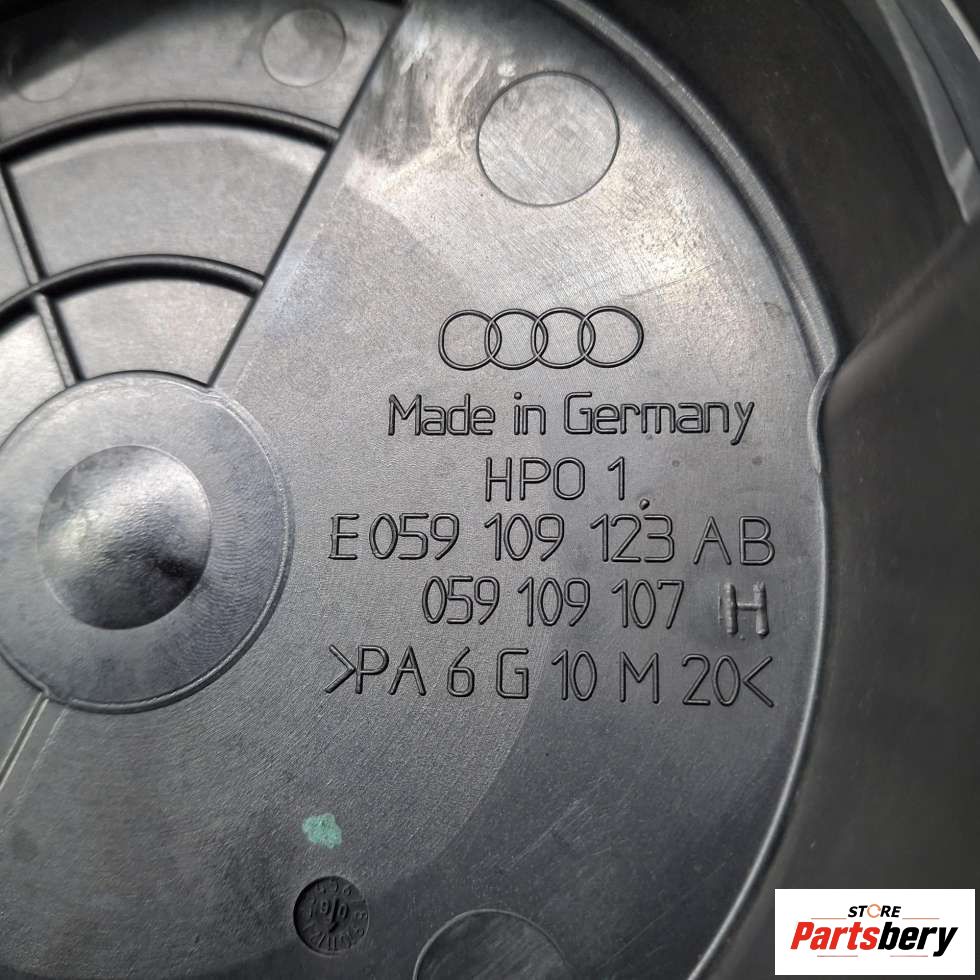 Made in Germany
HPO 1
E 059 109 123 AB
059 109 107 H
>PA 6 G 10 M 20<
STORE
Partsbery